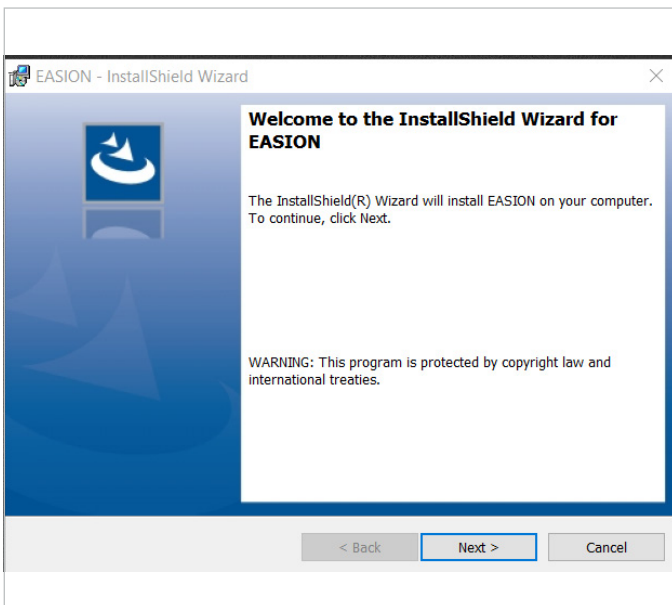 EASION - InstallShield Wizard
Welcome to the InstallShield Wizard for
EASION
The InstallShield(R) Wizard will install EASION on your computer.
To continue, click Next.
WARNING: This program is protected by copyright law and
international treaties.
< Back Next > Cancel